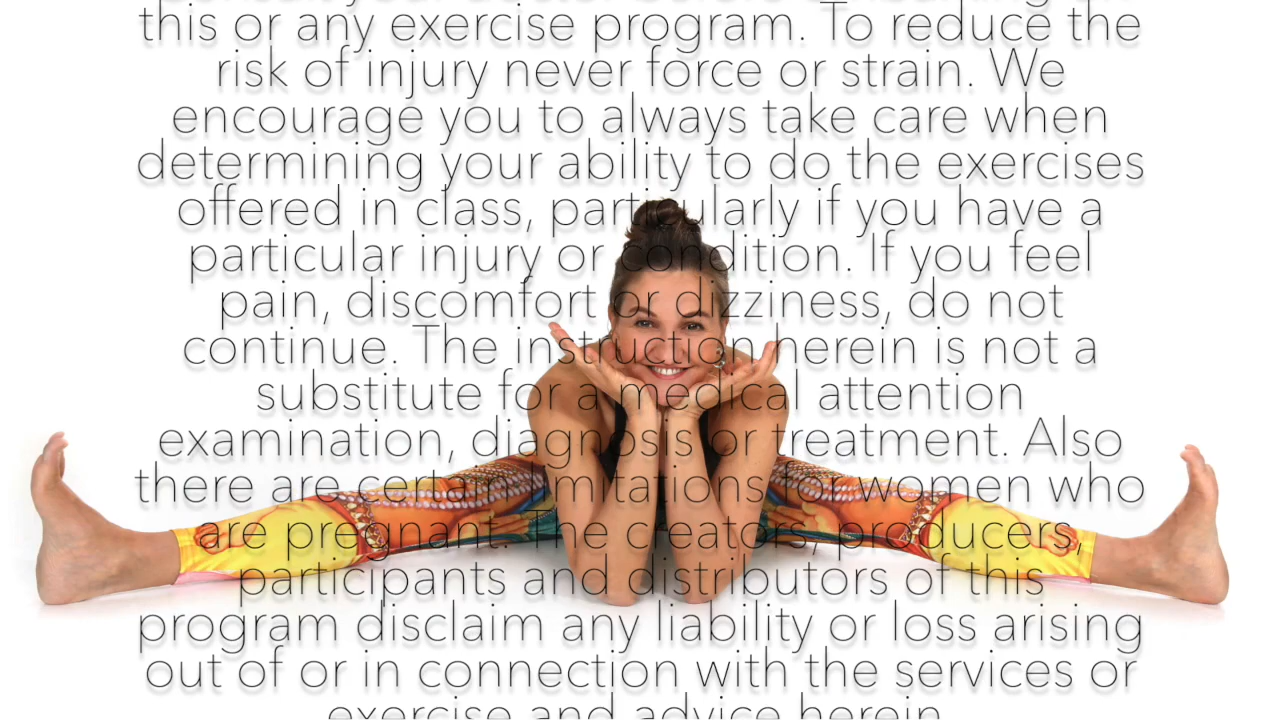 this or any exercise program. To reduce the
risk of injury never force or strain. We
encourage you to always take care when
determining your ability to do the exercises
offered in class, particularly if you have a
particular injury or condition. If you feel
pain, discomfort or dizziness, do not
continue. The instruction herein is not a
substitute for a medical attention
examination, diagnosis or treatment. Also
there are certain limitations for women who
are pregnant. The creators, producers,
participants and distributors of this
program disclaim any liability or loss arising
out of or in connection with the services or
exercise and advice herein.